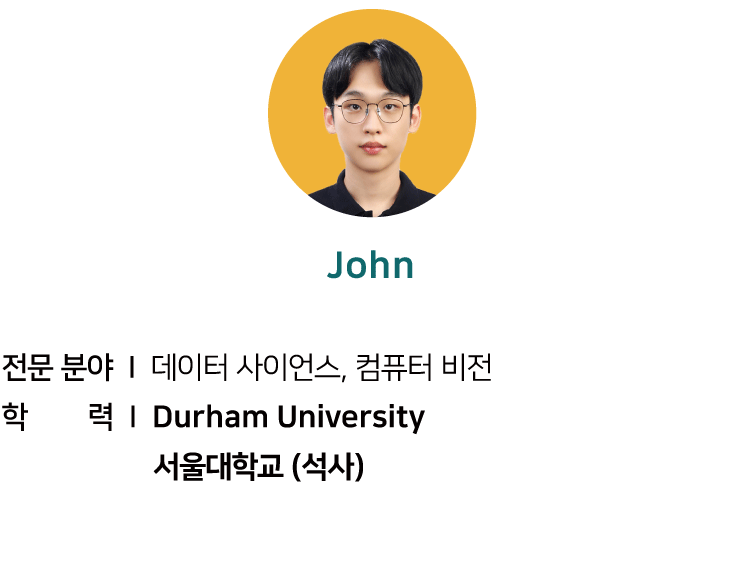 John
전문 분야 ㅣ 데이터 사이언스, 컴퓨터 비전
학 력 ㅣ Durham University
서울대학교 (석사)